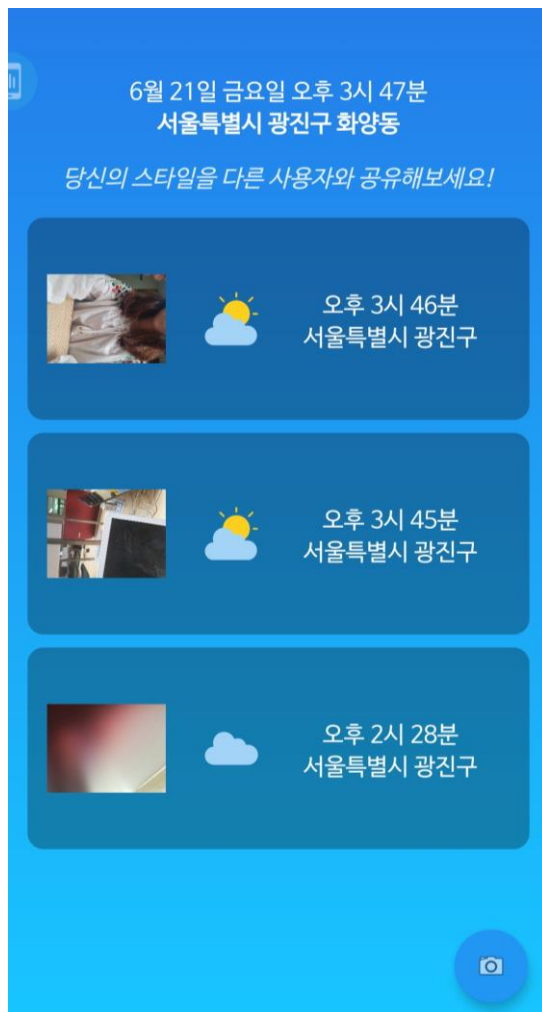 6월 21일 금요일 오후 3시 47분
서울특별시 광진구 화양동
당신의 스타일을 다른 사용자와 공유해보세요!
오후 3시 46분
서울특별시 광진구
오후 3시 45분
서울특별시 광진구
오후 2시 28분
서울특별시 광진구